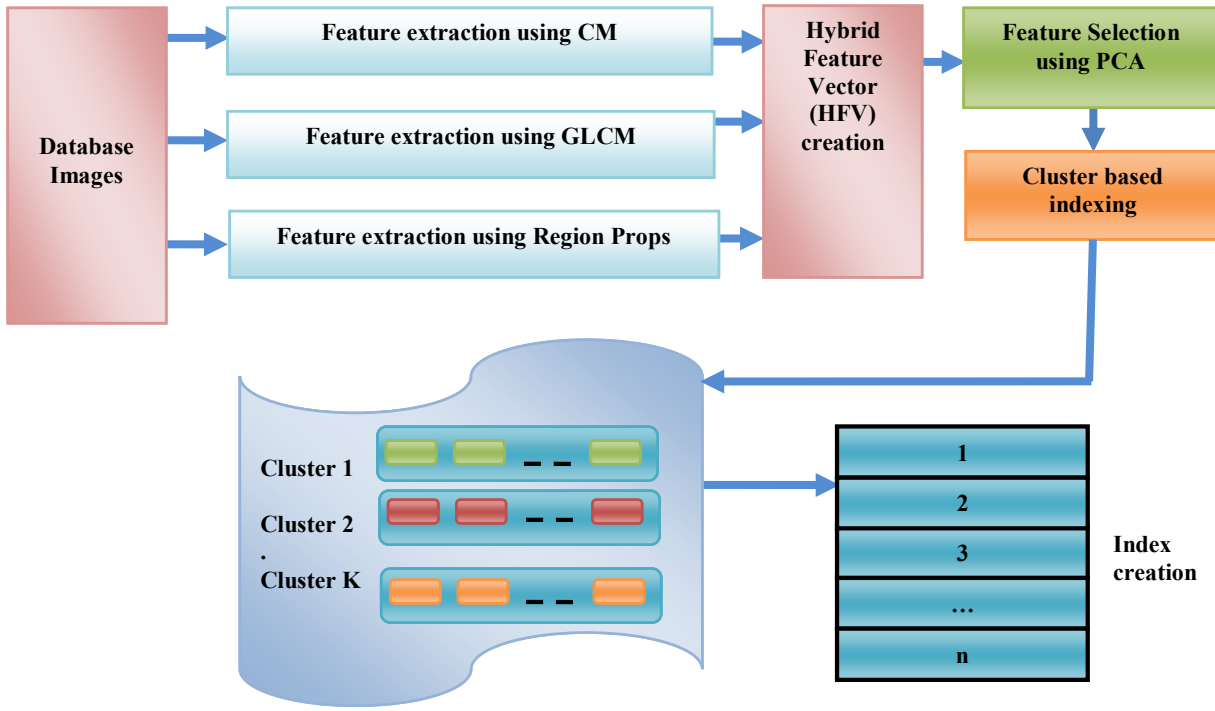 Database
Images
Feature extraction using CM
Feature extraction using GLCM
Feature extraction using Region Props
Hybrid
Feature
Vector
(HFV)
creation
Feature Selection
using PCA
Cluster based
indexing
Cluster 1
Cluster 2
.
Cluster K
1
2
3
...
n
Index
creation